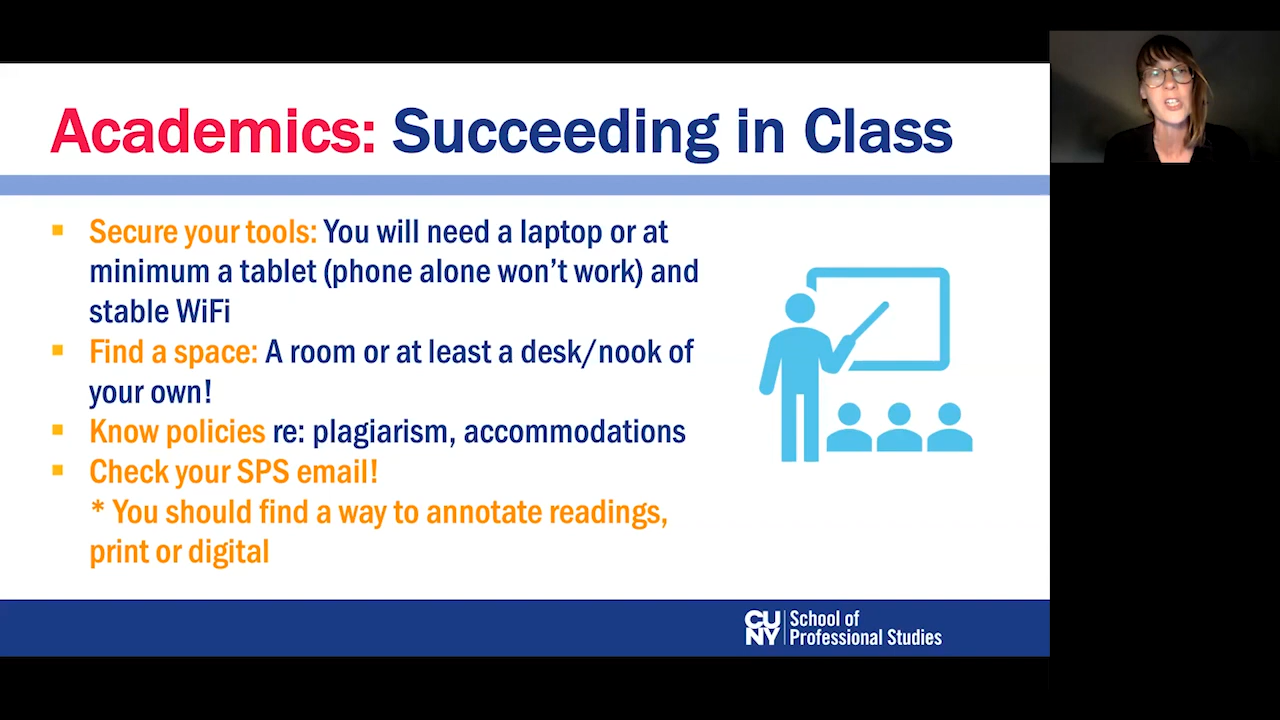 Academics: Succeeding in Class
Secure your tools: You will need a laptop or at
minimum a tablet (phone alone won't work) and
stable WiFi
Find a space: A room or at least a desk/nook of
your own!
Know policies re: plagiarism, accommodations
Check your SPS email!
* You should find a way to annotate readings,
print or digital
CU
NY
School of
Professional Studies